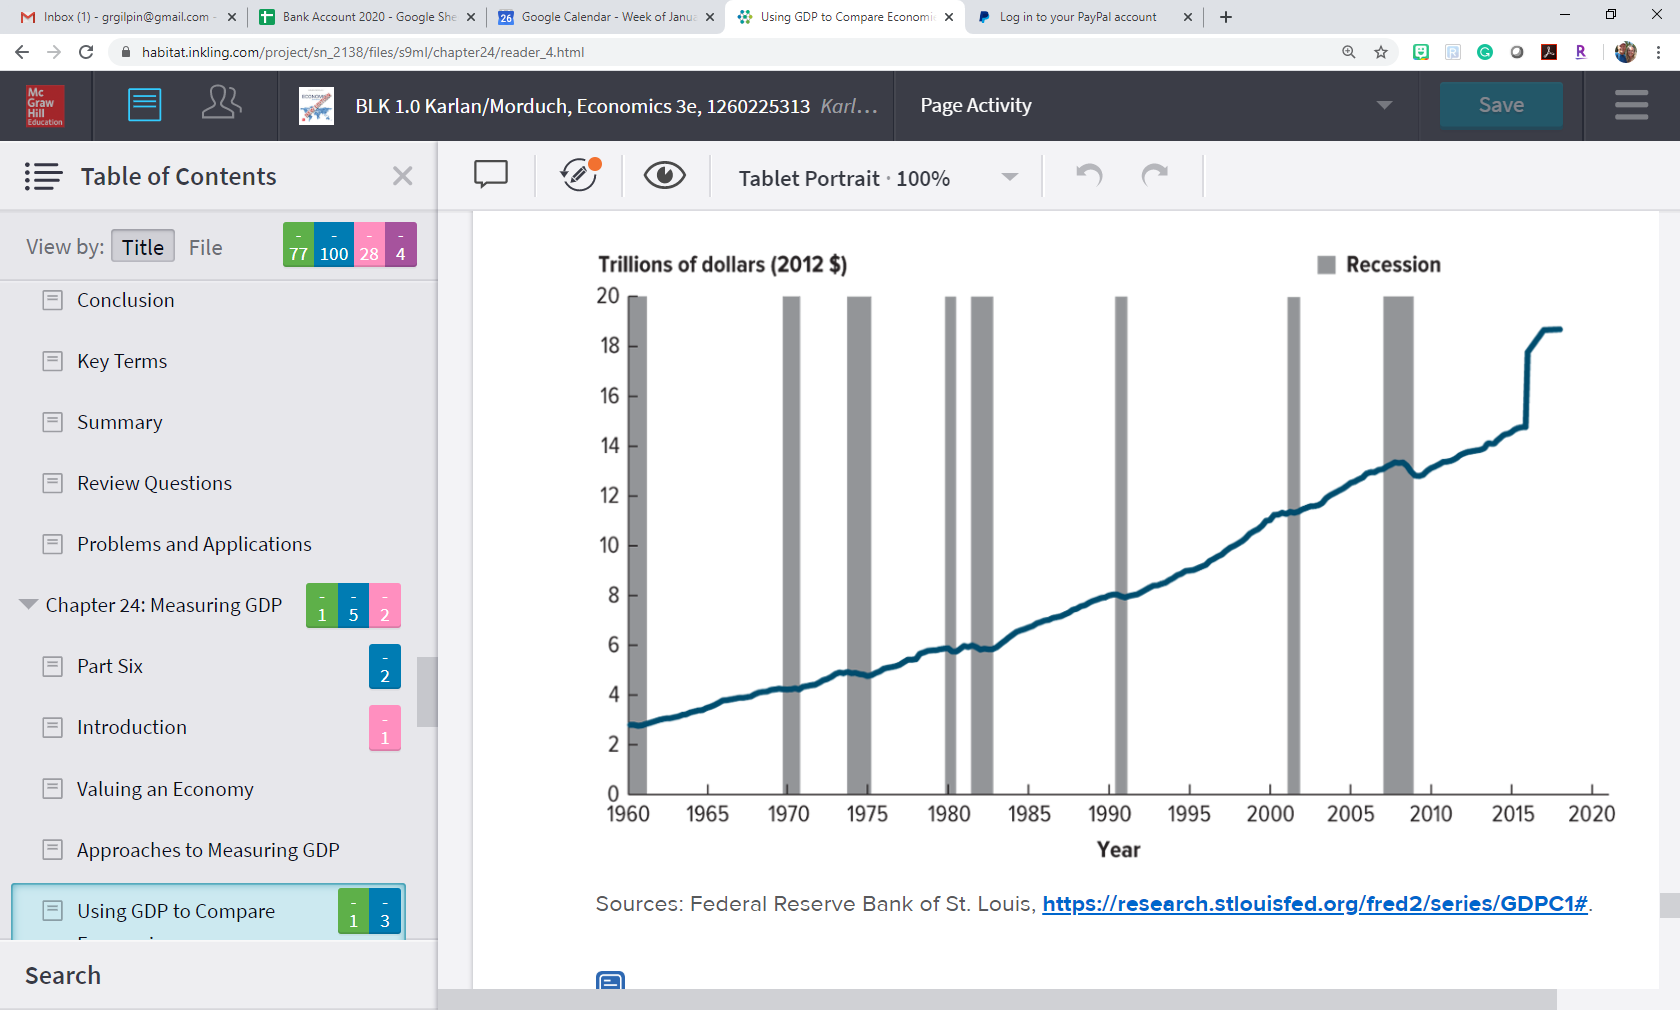 Inbox (1) - grgilpin@gmail.com -
Bank Account 2020 - Google She
26
Google Calendar - Week of Janua
Using GDP to Compare Economi
Log in to your PayPal account
habitat.inkling.com/project/sn_2138/files/s9ml/chapter24/reader_4.html
R
Mc
Graw
Hill
Education
BLK 1.0 Karlan/Morduch, Economics 3e, 1260225313 Karl...
Page Activity
Save
Table of Contents
Tablet Portrait · 100%
View by: Title File
- 77
- 100
- 28
- 4
Conclusion
Key Terms
Summary
Review Questions
Problems and Applications
Chapter 24: Measuring GDP
- 1
- 5
- 2
Part Six
- 2
Introduction
- 1
Valuing an Economy
Approaches to Measuring GDP
Using GDP to Compare
- 1
- 3
Search
Trillions of dollars (2012 $)
Recession
20
18
16
14
12
10
8
6
4
2
0
1960 1965 1970 1975 1980 1985 1990 1995 2000 2005 2010 2015 2020
Year
Sources: Federal Reserve Bank of St. Louis, https://research.stlouisfed.org/fred2/series/GDPC1#.